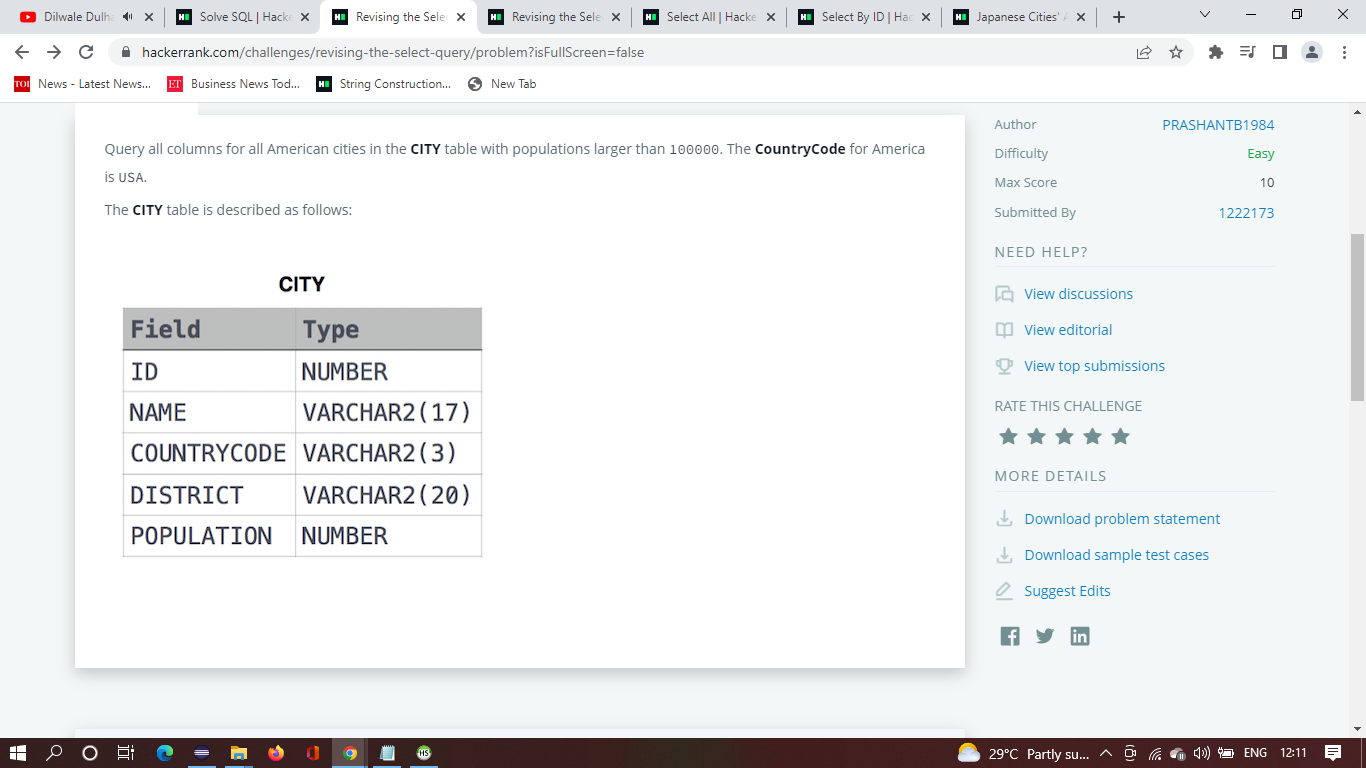 Dilwale Dulha
Solve SQL | Hacke
Revising the Sele
Revising the Sele
Select All | Hacke
Select By ID | Ha
Japanese Cities'
hackerrank.com/challenges/revising-the-select-query/problem?isFullScreen=false
TOI News - Latest News...
ET Business News Tod...
String Construction...
New Tab
Query all columns for all American cities in the CITY table with populations larger than 100000. The CountryCode for America
is USA.
The CITY table is described as follows:
CITY
Field Type
ID NUMBER
NAME VARCHAR2(17)
COUNTRYCODE VARCHAR2(3)
DISTRICT VARCHAR2(20)
POPULATION NUMBER
Author PRASHANTB1984
Difficulty Easy
Max Score 10
Submitted By 1222173
NEED HELP?
View discussions
View editorial
View top submissions
RATE THIS CHALLENGE
MORE DETAILS
Download problem statement
Download sample test cases
Suggest Edits
HS
29°C Partly su...
ENG
12:11